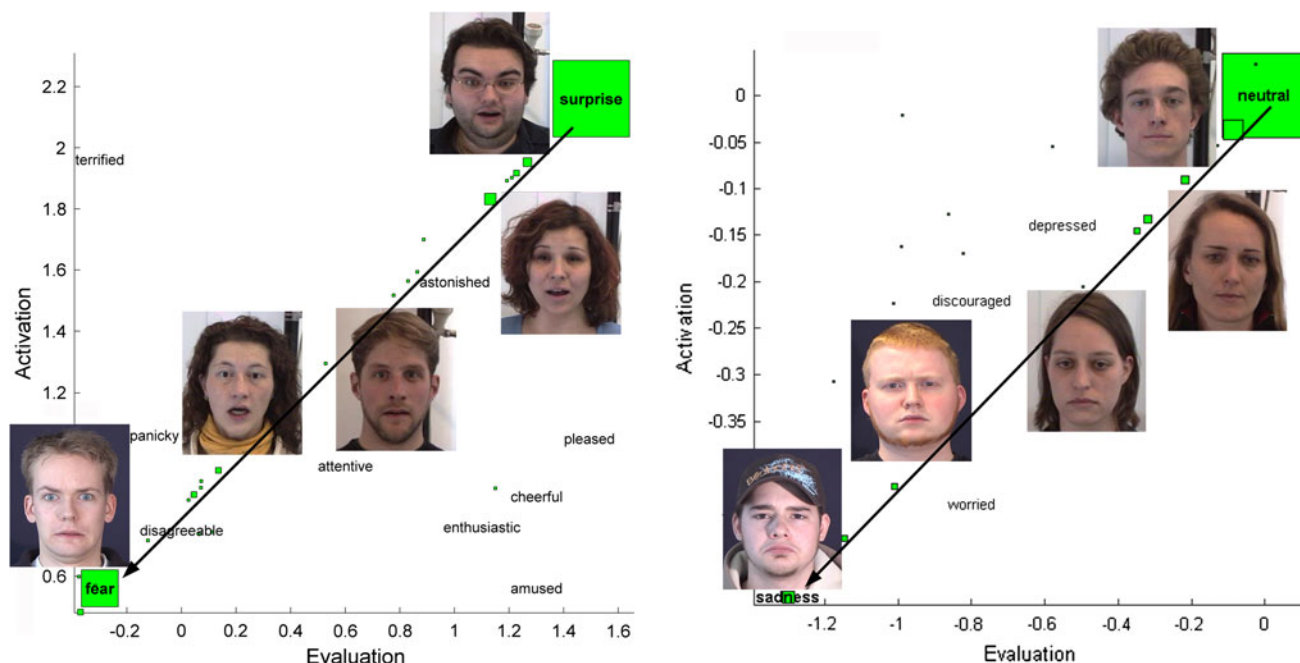 2.2
2
1.8
1.6
1.4
1.2
0.6
Activation
-0.2
0
0.2
0.4
0.6
0.8
1
1.2
1.4
1.6
Evaluation
surprise
terrified
astonished
panicky
pleased
attentive
cheerful
disagreeable
enthusiastic
fear
amused
0
-0.05
-0.1
-0.15
-0.2
-0.25
-0.3
-0.35
Activation
-1.2
-1
-0.8
-0.6
-0.4
-0.2
0
Evaluation
neutral
depressed
discouraged
worried
sadness